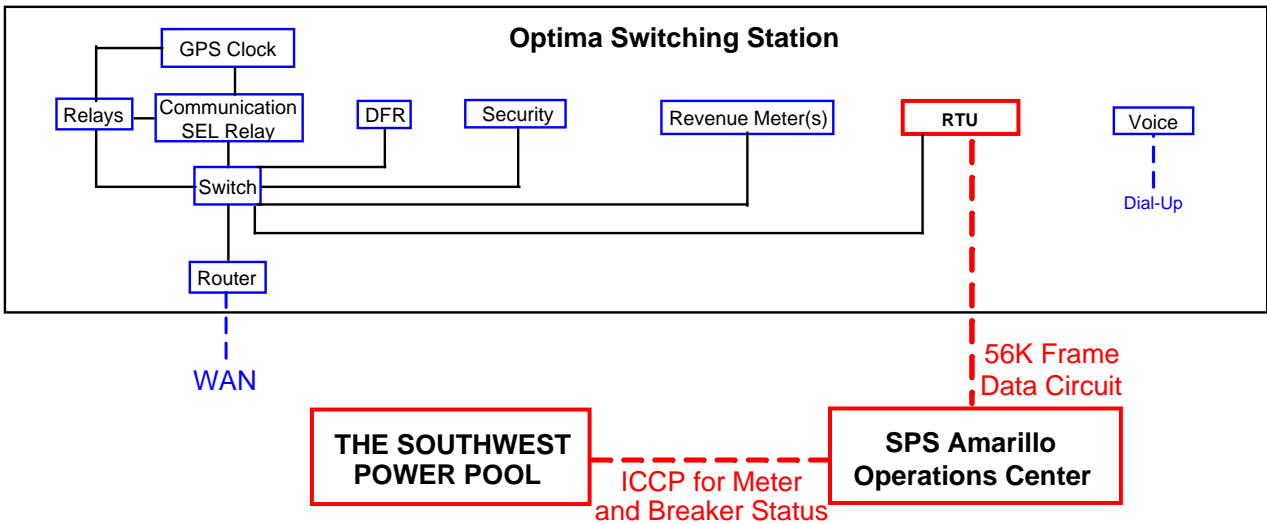 Optima Switching Station
GPS Clock
Relays
Communication
SEL Relay
DFR
Security
Revenue Meter(s)
RTU
Voice
Switch
Dial-Up
Router
WAN
56K Frame
Data Circuit
THE SOUTHWEST
POWER POOL
ICCP for Meter
and Breaker Status
SPS Amarillo
Operations Center